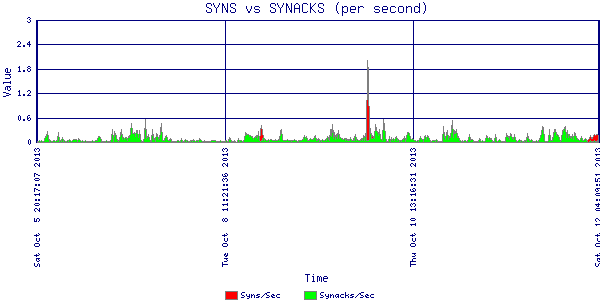 SYNS vs SYNACKS (per second)
3
2.4
1.8
1.2
0.6
0
Value
Sat Oct 5 20:17:07 2013
Tue Oct 8 11:21:36 2013
Thu Oct 10 13:16:31 2013
Sat Oct 12 04:09:51 2013
Time
Syns/Sec
Synacks/Sec